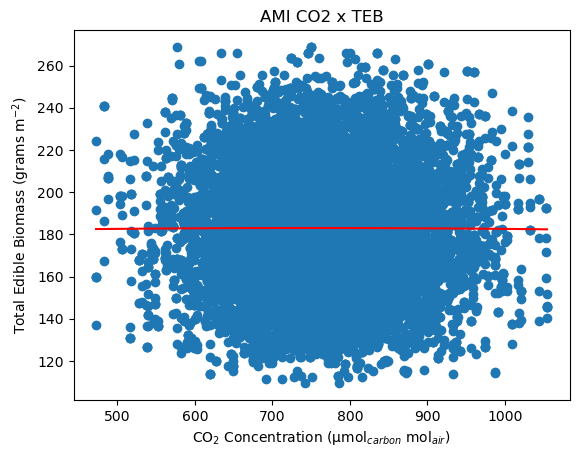 AMI CO2 x TEB
Total Edible Biomass (grams m⁻²)
260
240
220
200
180
160
140
120
500 600 700 800 900 1000
CO₂ Concentration (µmol_carbon mol_air)